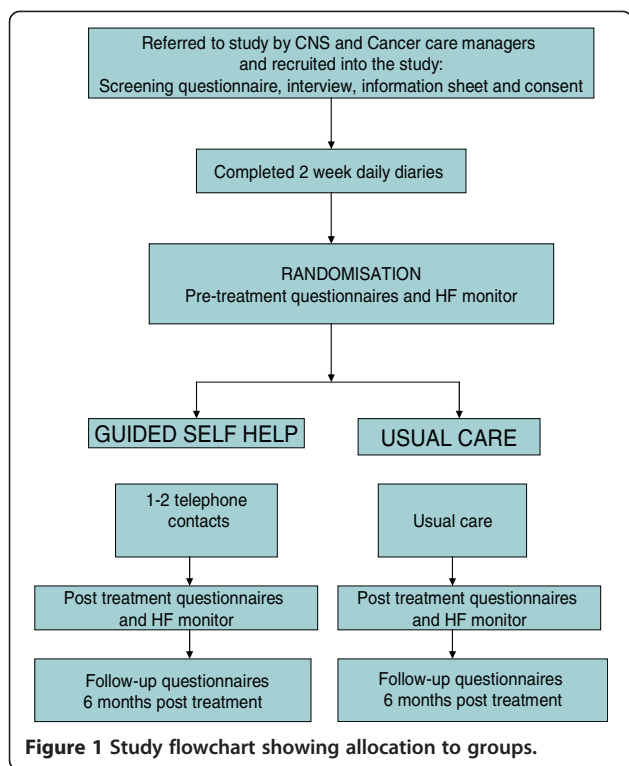 Referred to study by CNS and Cancer care managers
and recruited into the study:
Screening questionnaire, interview, information sheet and consent
Completed 2 week daily diaries
RANDOMISATION
Pre-treatment questionnaires and HF monitor
GUIDED SELF HELP
USUAL CARE
1-2 telephone
contacts
Usual care
Post treatment questionnaires
and HF monitor
Post treatment questionnaires
and HF monitor
Follow-up questionnaires
6 months post treatment
Follow-up questionnaires
6 months post treatment
Figure 1 Study flowchart showing allocation to groups.